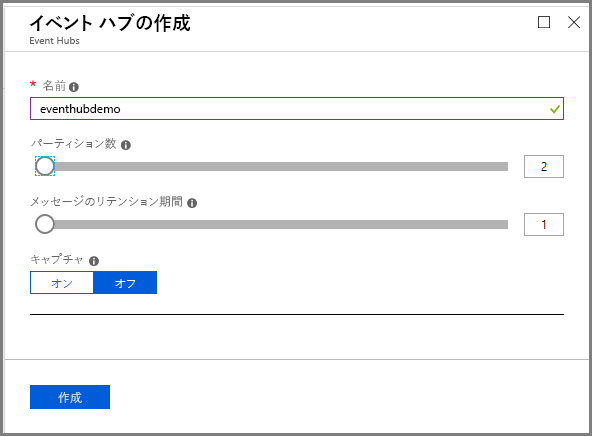 イベント ハブの作成
Event Hubs
* 名前
eventhubdemo
パーティション数
2
メッセージのリテンション期間
1
キャプチャ
オン オフ
作成